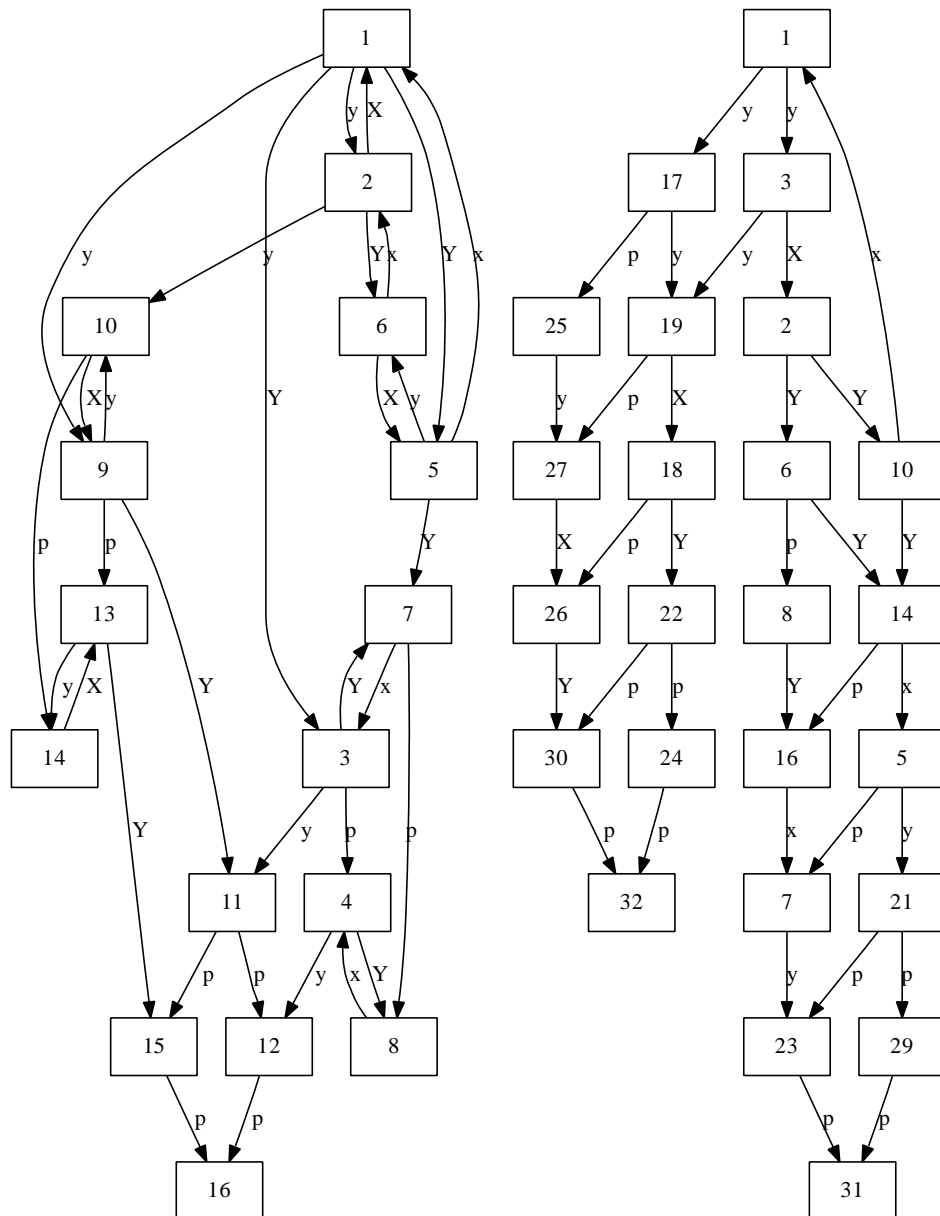 1 1
y X y y
2 17 3
y y Y x Y x p y y X
10 6 25 19 2
X y X y Y y p X Y Y
9 5 27 18 6 10
p p Y X p Y p Y Y
13 7 26 22 8 14
y X Y Y Y x Y p p Y p x
14 3 30 24 16 5
Y y p p p p x p y
11 4 32 7 21
p p y x Y y p p
15 12 8 23 29
p p p p
16 31